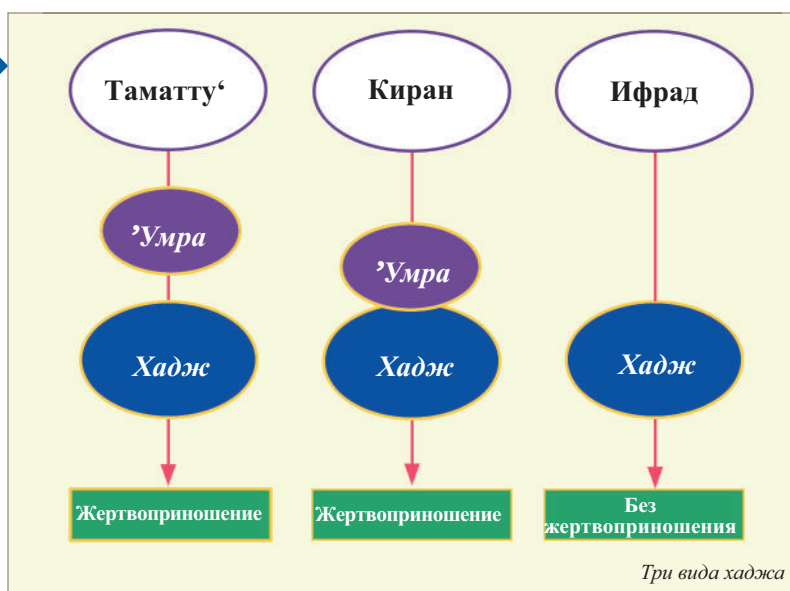 Таматту‘
Киран
Ифрад
’Умра
’Умра
Хадж
Хадж
Хадж
Жертвоприношение
Жертвоприношение
Без
жертвоприношения
Три вида хаджа